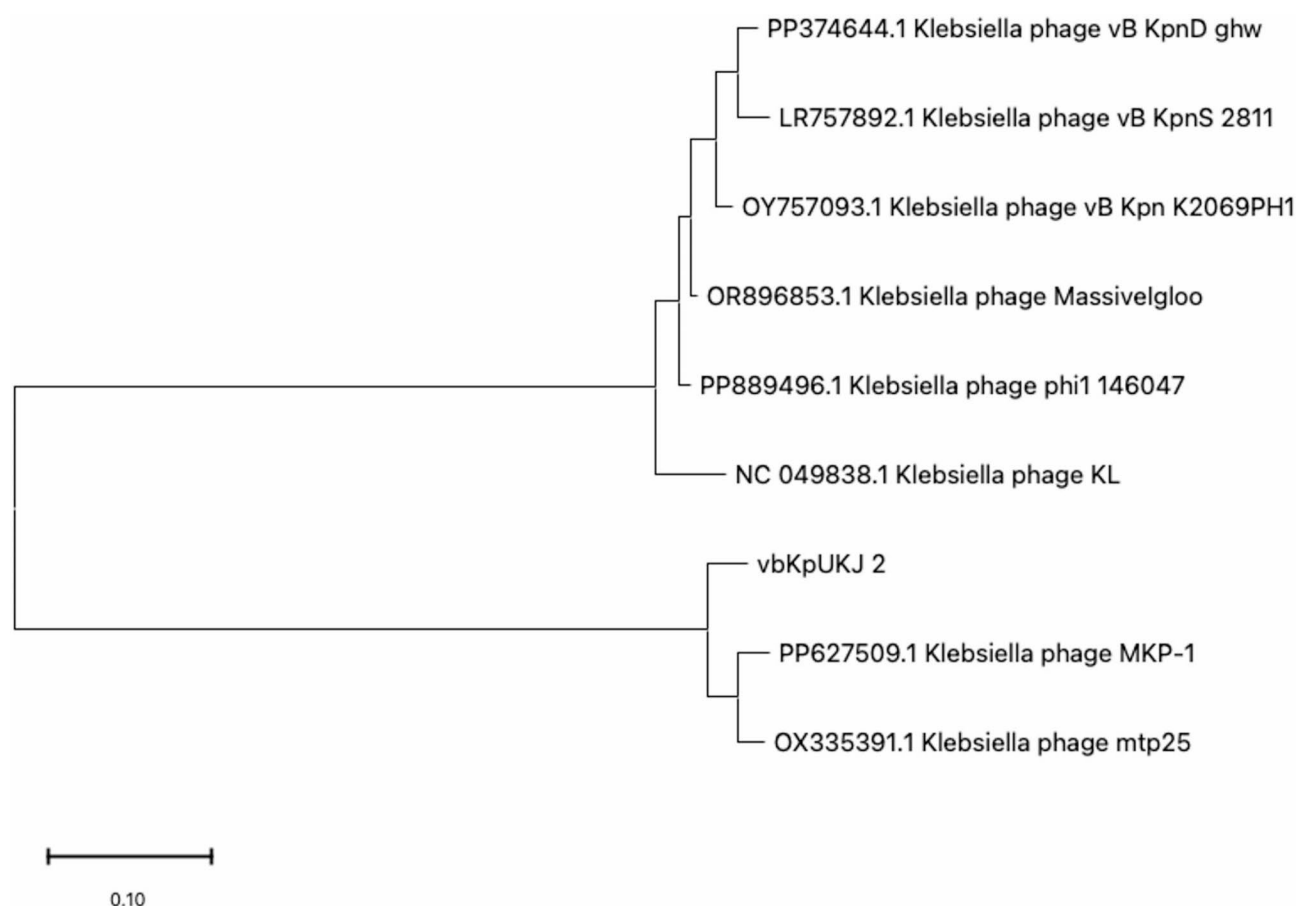 PP374644.1 Klebsiella phage vB KpnD ghw
LR757892.1 Klebsiella phage vB KpnS 2811
OY757093.1 Klebsiella phage vB Kpn K2069PH1
OR896853.1 Klebsiella phage MassiveIgloo
PP889496.1 Klebsiella phage phi1 146047
NC 049838.1 Klebsiella phage KL
vbKpUKJ 2
PP627509.1 Klebsiella phage MKP-1
OX335391.1 Klebsiella phage mtp25
0.10